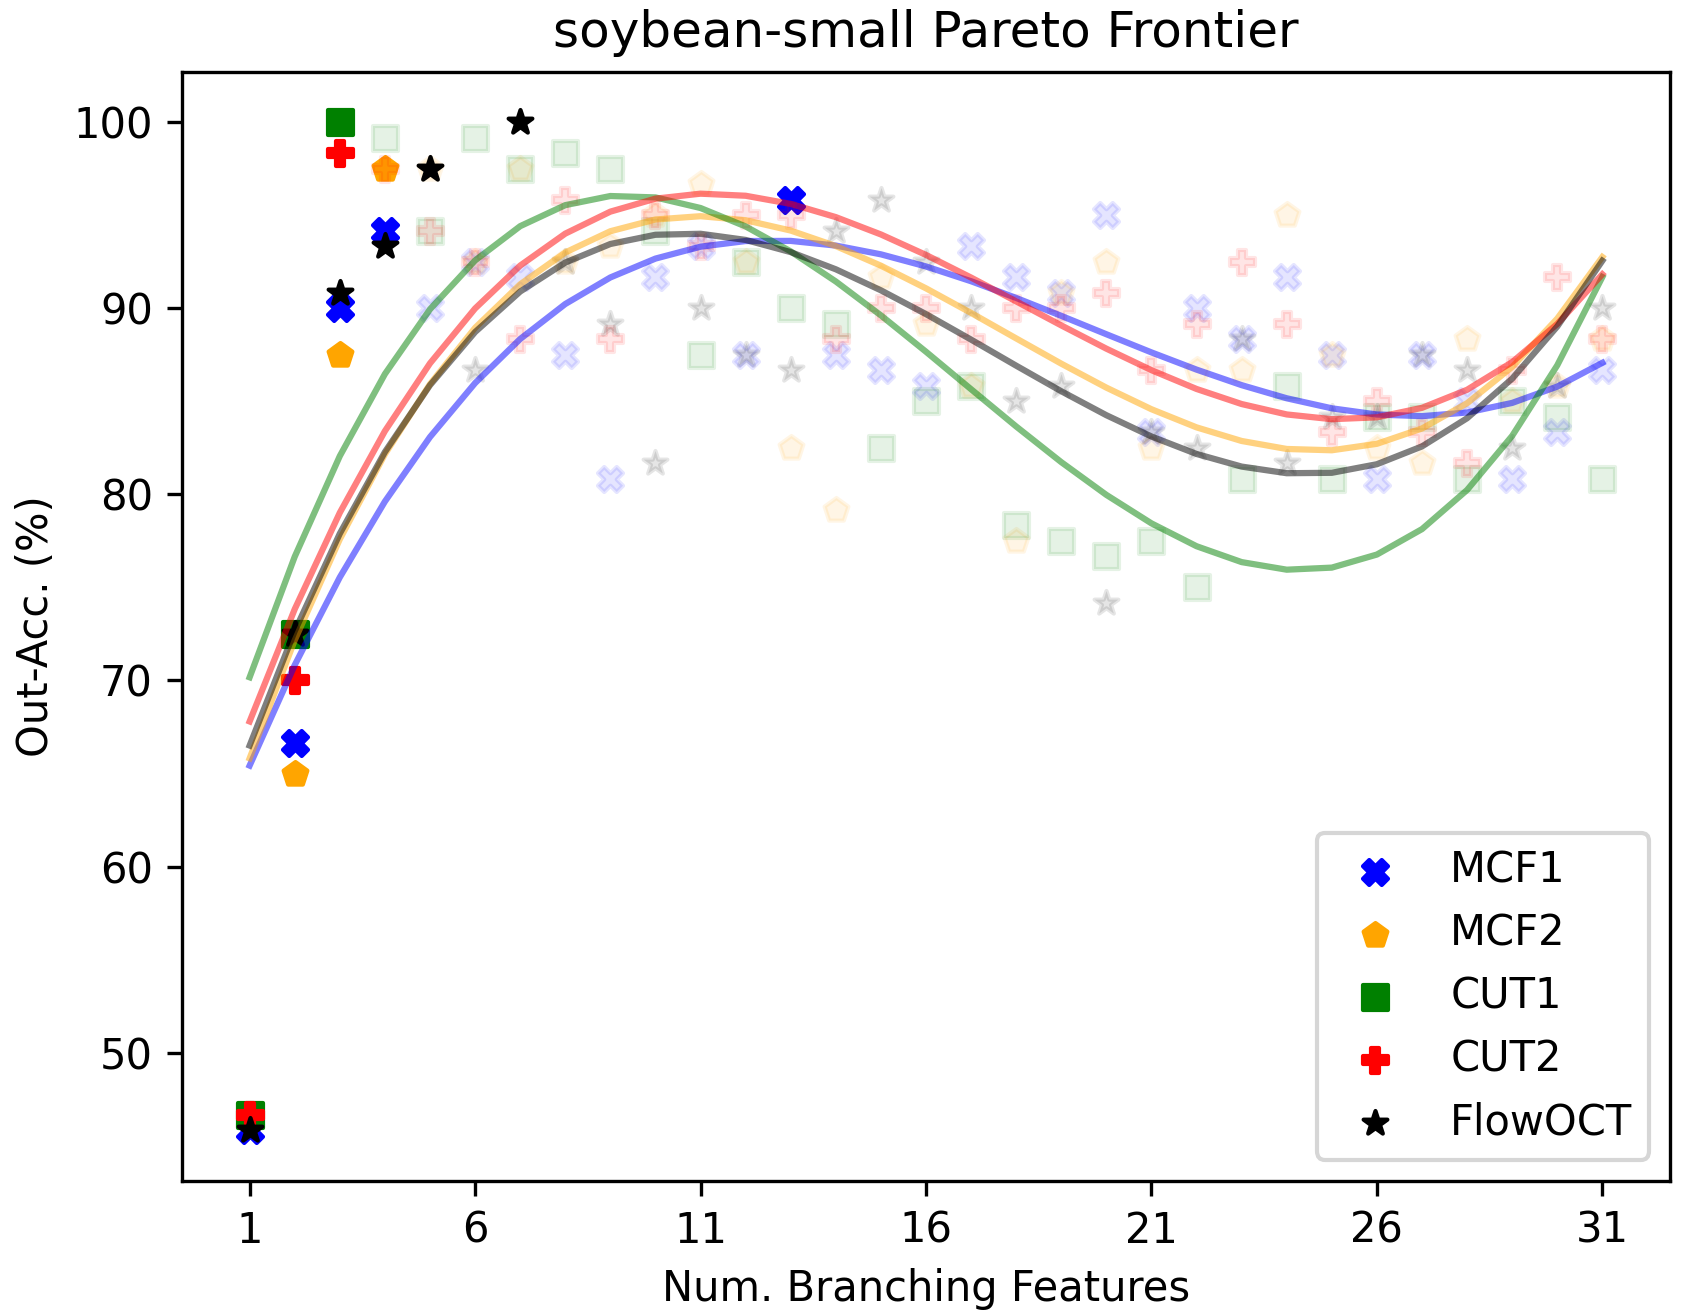 soybean-small Pareto Frontier
100
90
80
70
60
50
Out-Acc. (%)
1 6 11 16 21 26 31
Num. Branching Features
MCF1
MCF2
CUT1
CUT2
FlowOCT